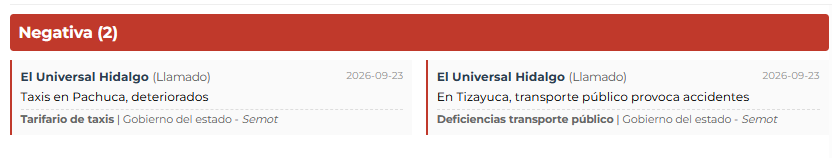 Negativa (2)
El Universal Hidalgo (Llamado) 2026-09-23
Taxis en Pachuca, deteriorados
Tarifario de taxis | Gobierno del estado - Semot
El Universal Hidalgo (Llamado) 2026-09-23
En Tizayuca, transporte público provoca accidentes
Deficiencias transporte público | Gobierno del estado - Semot